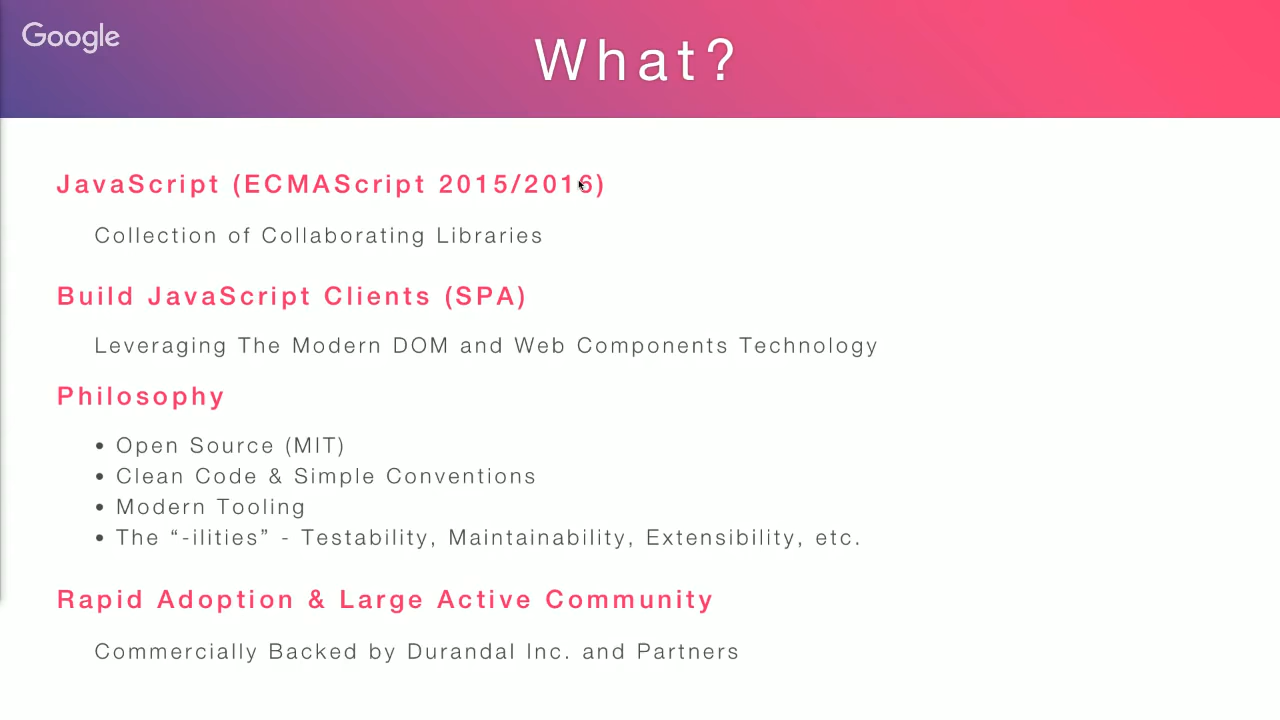 Google
What?
JavaScript (ECMAScript 2015/2016)
Collection of Collaborating Libraries
Build JavaScript Clients (SPA)
Leveraging The Modern DOM and Web Components Technology
Philosophy
• Open Source (MIT)
• Clean Code & Simple Conventions
• Modern Tooling
• The “-ilities” - Testability, Maintainability, Extensibility, etc.
Rapid Adoption & Large Active Community
Commercially Backed by Durandal Inc. and Partners